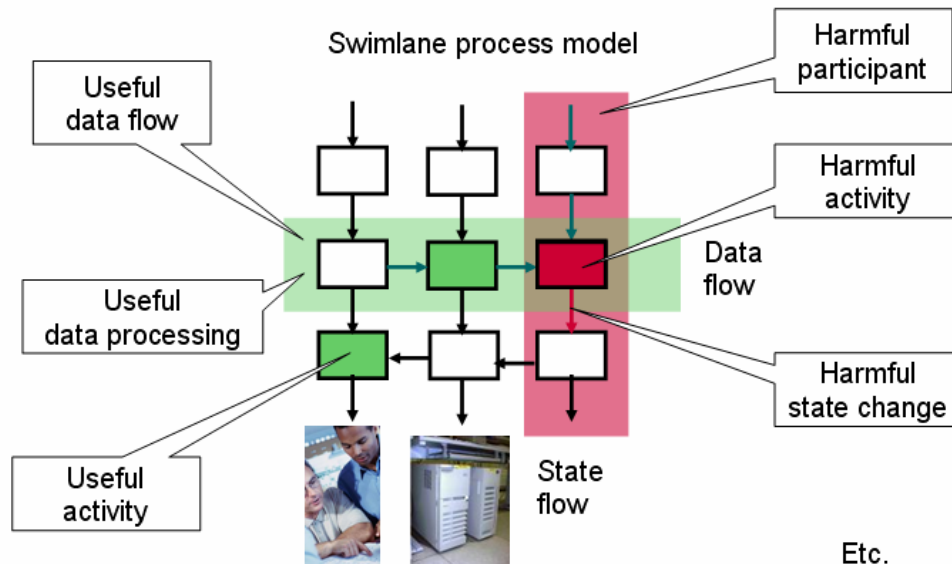 Swimlane process model
Harmful
participant
Useful
data flow
Harmful
activity
Data
flow
Useful
data processing
Harmful
state change
Useful
activity
State
flow
Etc.